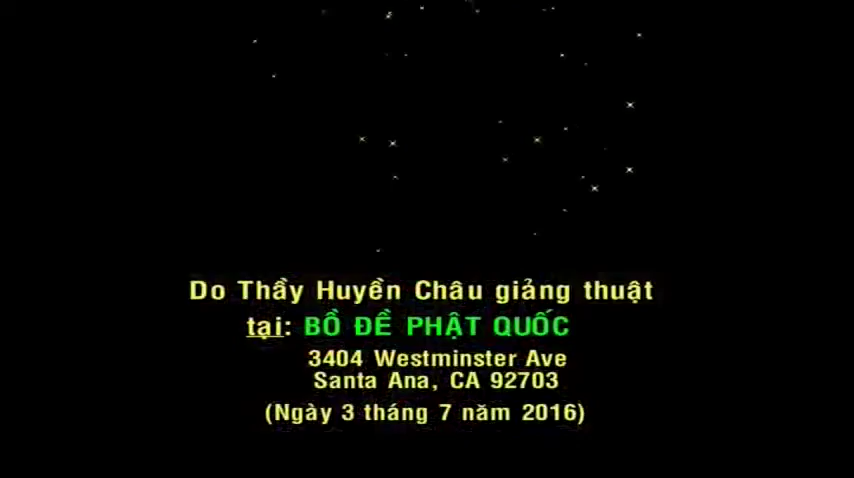 Do Thầy Huyền Châu giảng thuật
tại: BỒ ĐỀ PHẬT QUỐC
3404 Westminster Ave
Santa Ana, CA 92703
(Ngày 3 tháng 7 năm 2016)